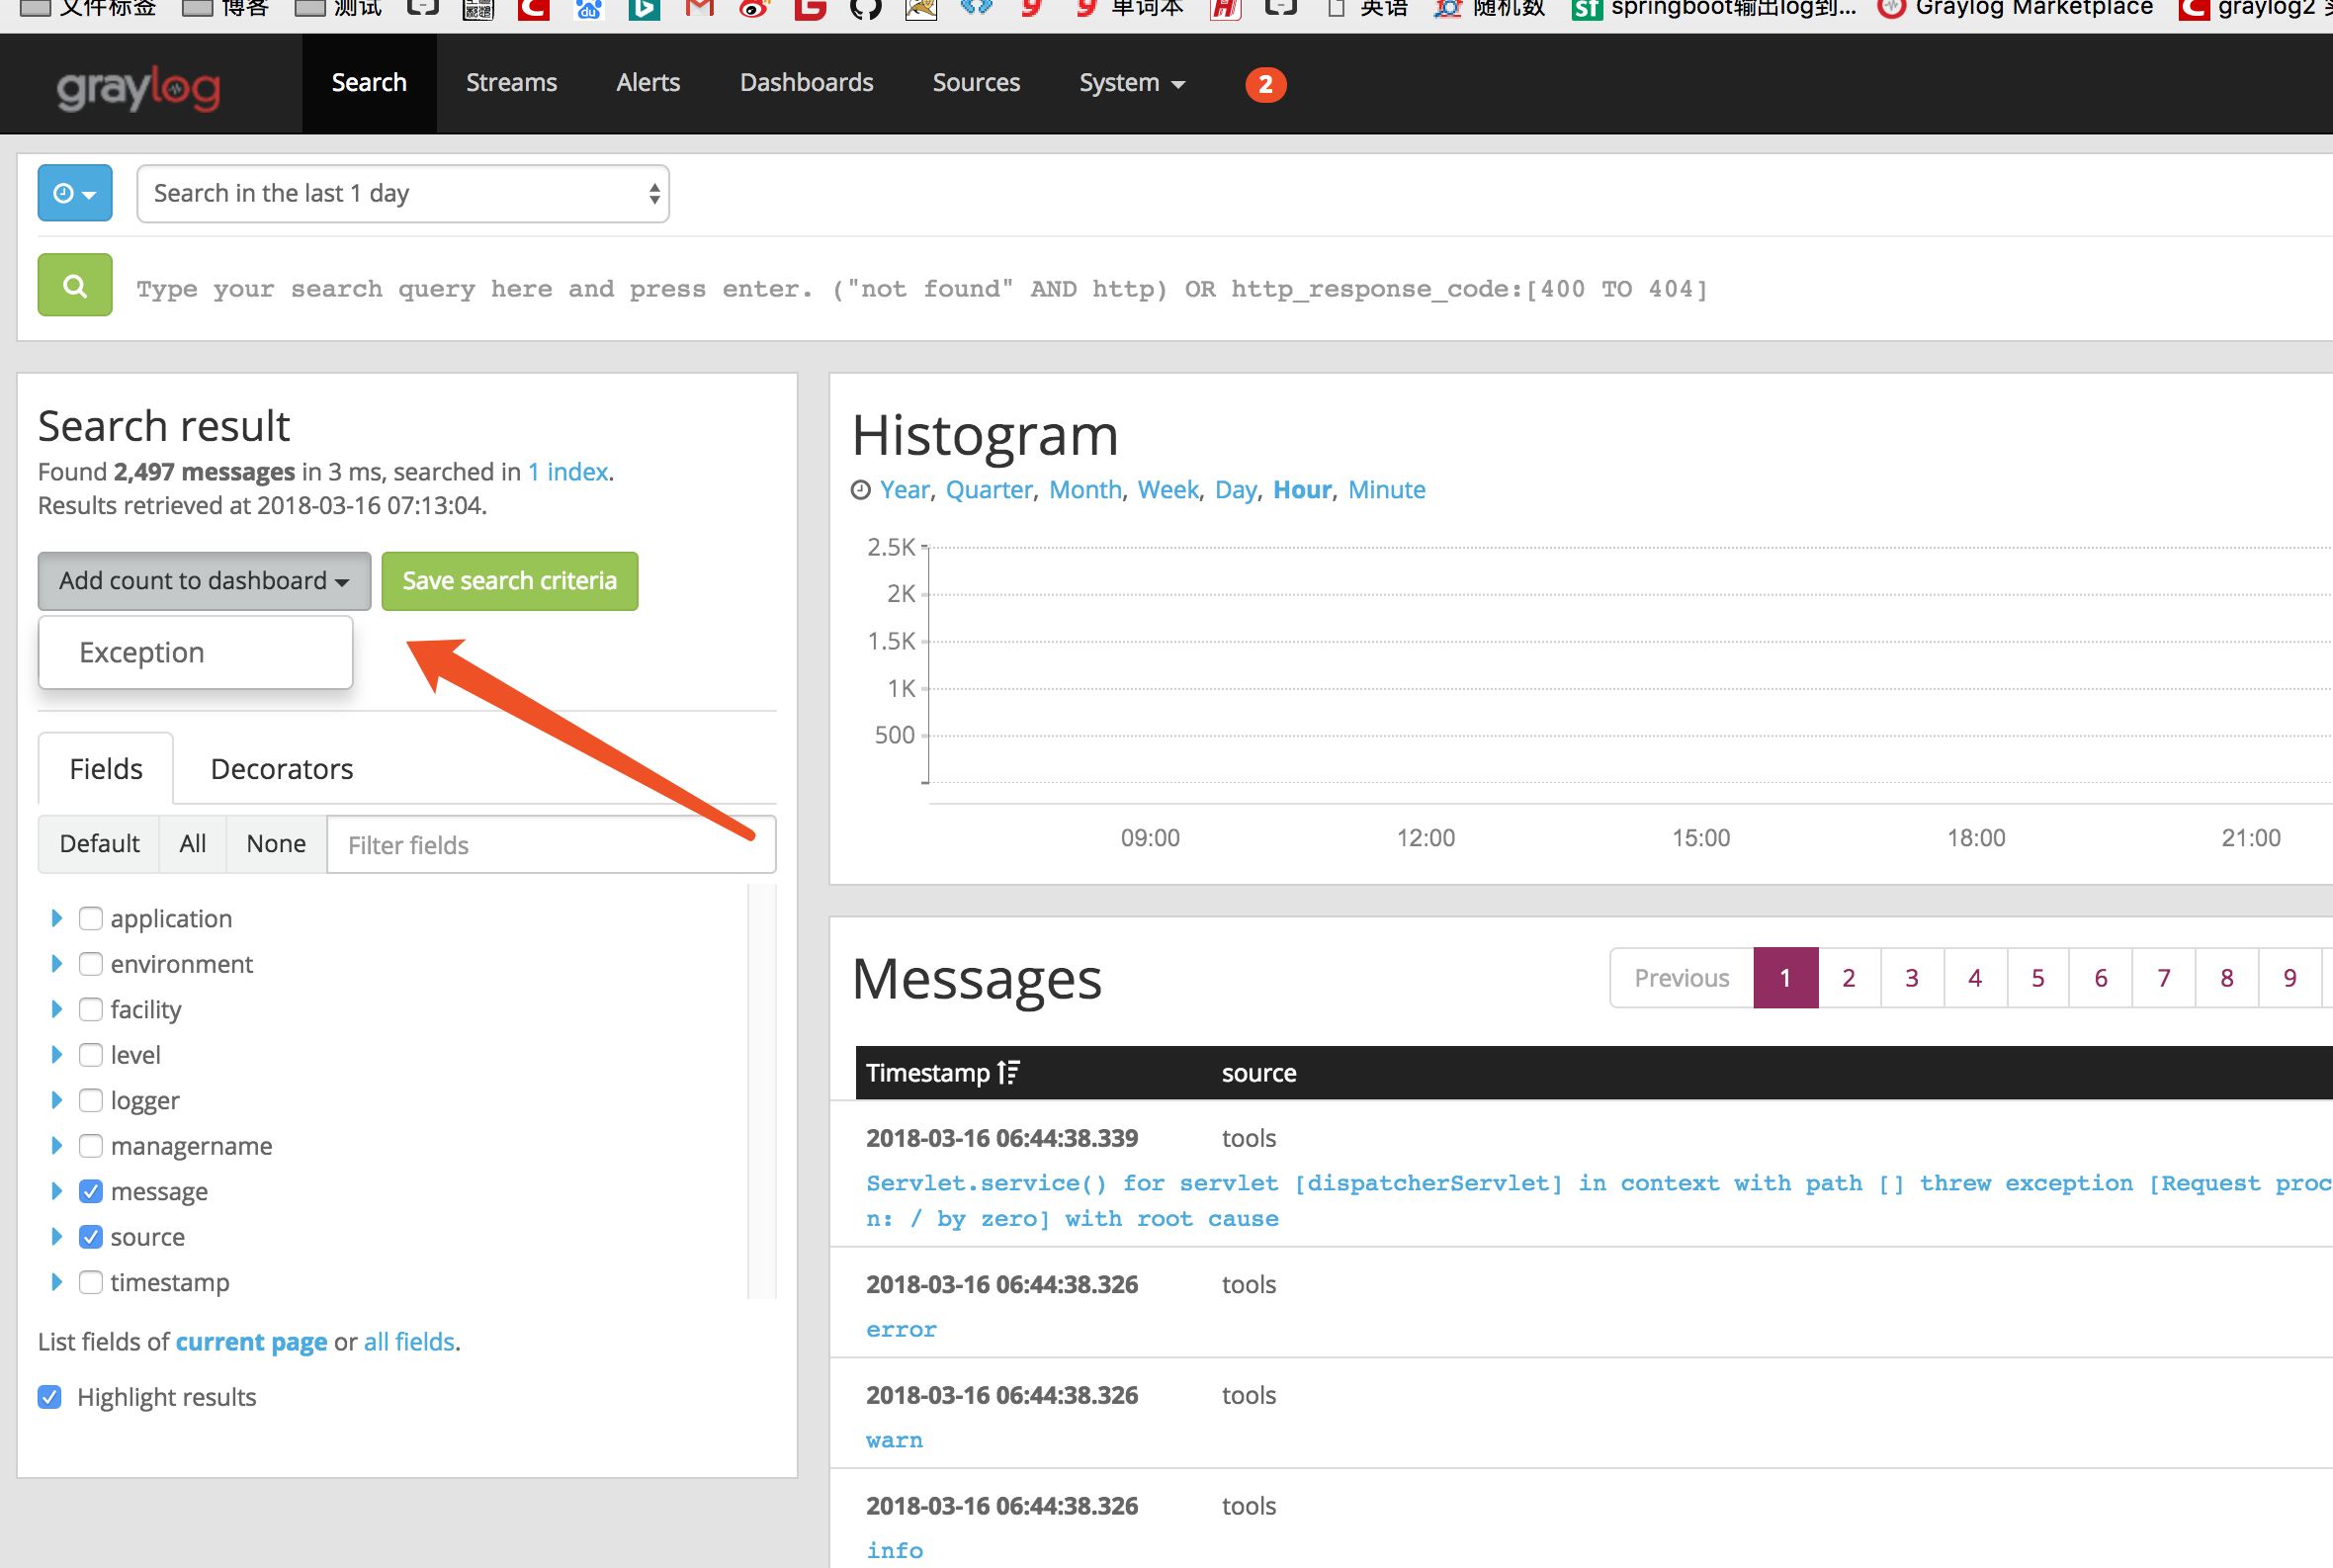 文件标签 博客 测试 单词本 英语 随机数 springboot输出log到... Graylog Marketplace graylog2
graylog Search Streams Alerts Dashboards Sources System 2
Search in the last 1 day
Type your search query here and press enter. ("not found" AND http) OR http_response_code:[400 TO 404]
Search result
Found 2,497 messages in 3 ms, searched in 1 index.
Results retrieved at 2018-03-16 07:13:04.
Add count to dashboard Save search criteria
Exception
Fields Decorators
Default All None Filter fields
application
environment
facility
level
logger
managername
message
source
timestamp
List fields of current page or all fields.
Highlight results
Histogram
Year, Quarter, Month, Week, Day, Hour, Minute
2.5K
2K
1.5K
1K
500
09:00 12:00 15:00 18:00 21:00
Messages
Previous 1 2 3 4 5 6 7 8 9
Timestamp source
2018-03-16 06:44:38.339 tools
Servlet.service() for servlet [dispatcherServlet] in context with path [] threw exception [Request proc
n: / by zero] with root cause
2018-03-16 06:44:38.326 tools
error
2018-03-16 06:44:38.326 tools
warn
2018-03-16 06:44:38.326 tools
info